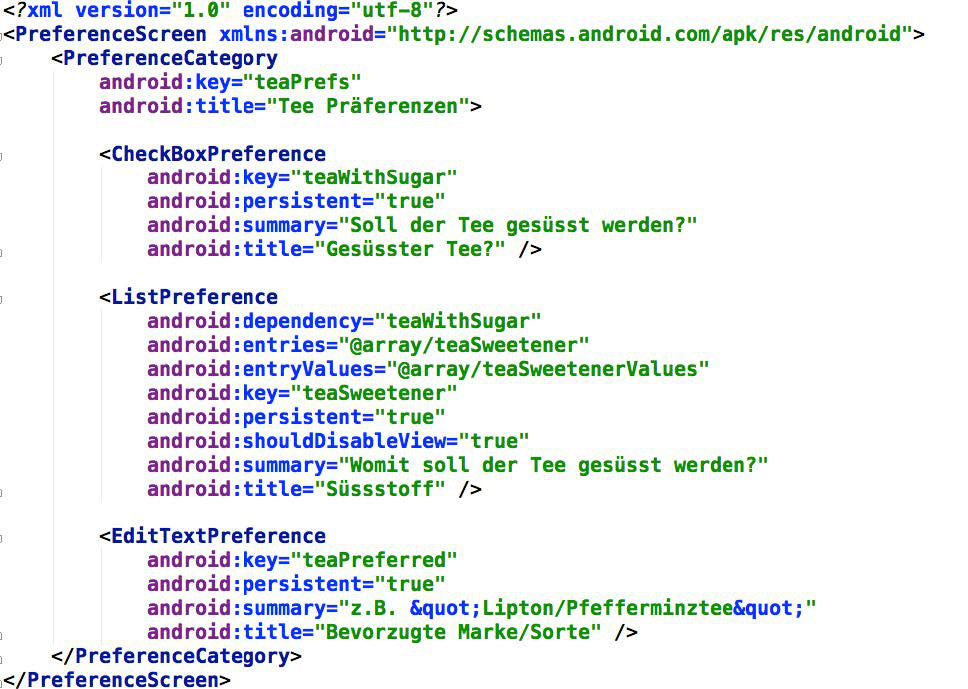 <?xml version="1.0" encoding="utf-8"?>
<PreferenceScreen xmlns:android="http://schemas.android.com/apk/res/android">
    <PreferenceCategory
        android:key="teaPrefs"
        android:title="Tee Präferenzen">

        <CheckBoxPreference
            android:key="teaWithSugar"
            android:persistent="true"
            android:summary="Soll der Tee gesüsst werden?"
            android:title="Gesüsster Tee?" />

        <ListPreference
            android:dependency="teaWithSugar"
            android:entries="@array/teaSweetener"
            android:entryValues="@array/teaSweetenerValues"
            android:key="teaSweetener"
            android:persistent="true"
            android:shouldDisableView="true"
            android:summary="Womit soll der Tee gesüsst werden?"
            android:title="Süssstoff" />

        <EditTextPreference
            android:key="teaPreferred"
            android:persistent="true"
            android:summary="z.B. &quot;Lipton/Pfefferminztee&quot;"
            android:title="Bevorzugte Marke/Sorte" />
    </PreferenceCategory>
</PreferenceScreen>